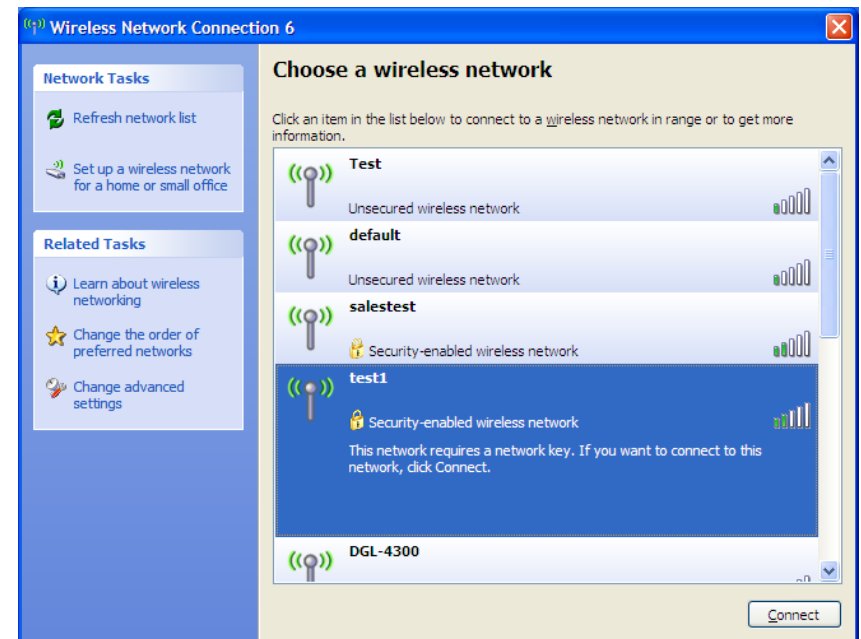 Wireless Network Connection 6
Network Tasks
Refresh network list
Set up a wireless network
for a home or small office
Related Tasks
Learn about wireless
networking
Change the order of
preferred networks
Change advanced
settings
Choose a wireless network
Click an item in the list below to connect to a wireless network in range or to get more
information.
Test
Unsecured wireless network
default
Unsecured wireless network
salestest
Security-enabled wireless network
test1
Security-enabled wireless network
This network requires a network key. If you want to connect to this
network, click Connect.
DGL-4300
Connect